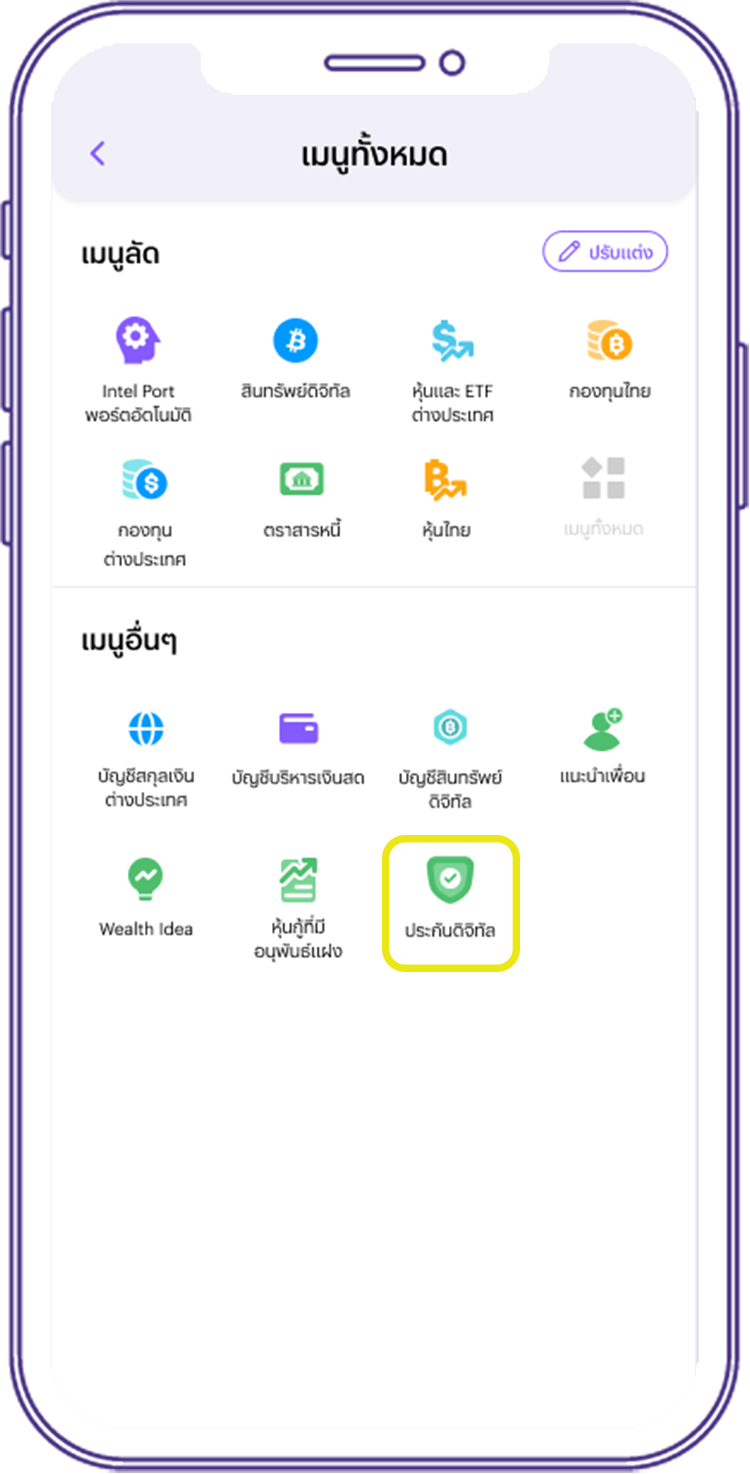 เมนูทั้งหมด
เมนูลัด
ปรับแต่ง
Intel Port
พอร์ตอัตโนมัติ
สินทรัพย์ดิจิทัล
หุ้นและ ETF
ต่างประเทศ
กองทุนไทย
กองทุน
ต่างประเทศ
ตราสารหนี้
หุ้นไทย
เมนูทั้งหมด
เมนูอื่นๆ
บัญชีสกุลเงิน
ต่างประเทศ
บัญชีบริหารเงินสด
บัญชีสินทรัพย์
ดิจิทัล
แนะนำเพื่อน
Wealth Idea
หุ้นกู้ที่มี
อนุพันธ์แฝง
ประกันดิจิทัล